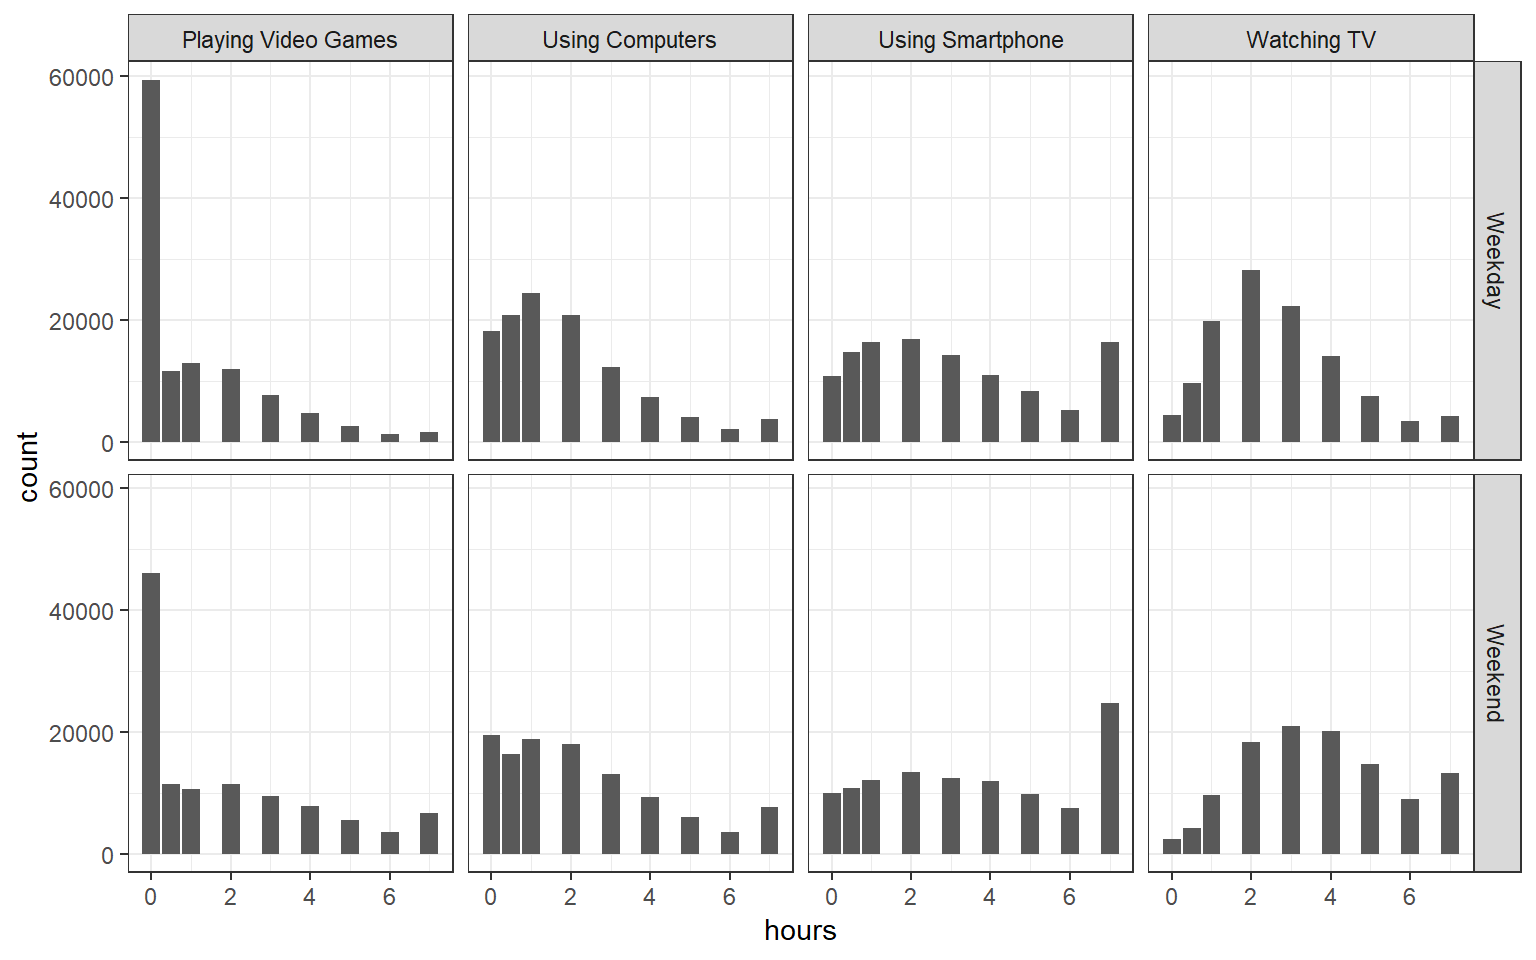 Playing Video Games
Using Computers
Using Smartphone
Watching TV
60000
40000
20000
0
Weekday
count
60000
40000
20000
0
Weekend
0 2 4 6
0 2 4 6
0 2 4 6
0 2 4 6
hours